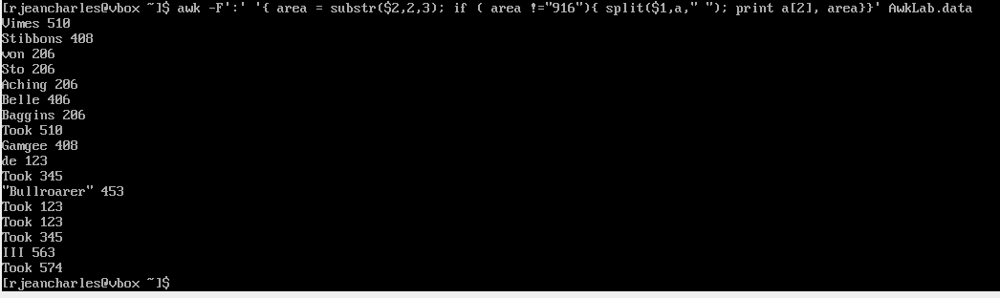 [rjeancharles@vbox ~]$ awk -F':' '{ area = substr($2,2,3); if ( area !="916"){ split($1,a," "); print a[2], area}}' AwkLab.data
Vimes 510
Stibbons 408
von 206
Sto 206
Aching 206
Belle 406
Baggins 206
Took 510
Gamgee 408
de 123
Took 345
"Bullroarer" 453
Took 123
Took 123
Took 345
III 563
Took 574
[rjeancharles@vbox ~]$